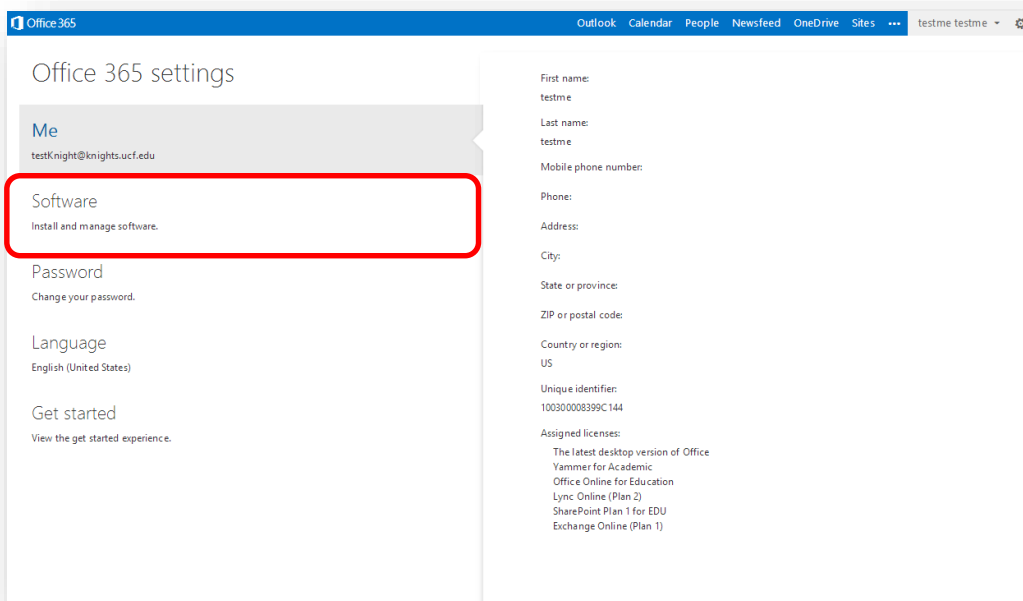 Office 365 Outlook Calendar People Newsfeed OneDrive Sites ••• testme testme
Office 365 settings
Me
testKnight@knights.ucf.edu
Software
Install and manage software.
Password
Change your password.
Language
English (United States)
Get started
View the get started experience.
First name:
testme
Last name:
testme
Mobile phone number:
Phone:
Address:
City:
State or province:
ZIP or postal code:
Country or region:
US
Unique identifier:
100300008399C144
Assigned licenses:
The latest desktop version of Office
Yammer for Academic
Office Online for Education
Lync Online (Plan 2)
SharePoint Plan 1 for EDU
Exchange Online (Plan 1)